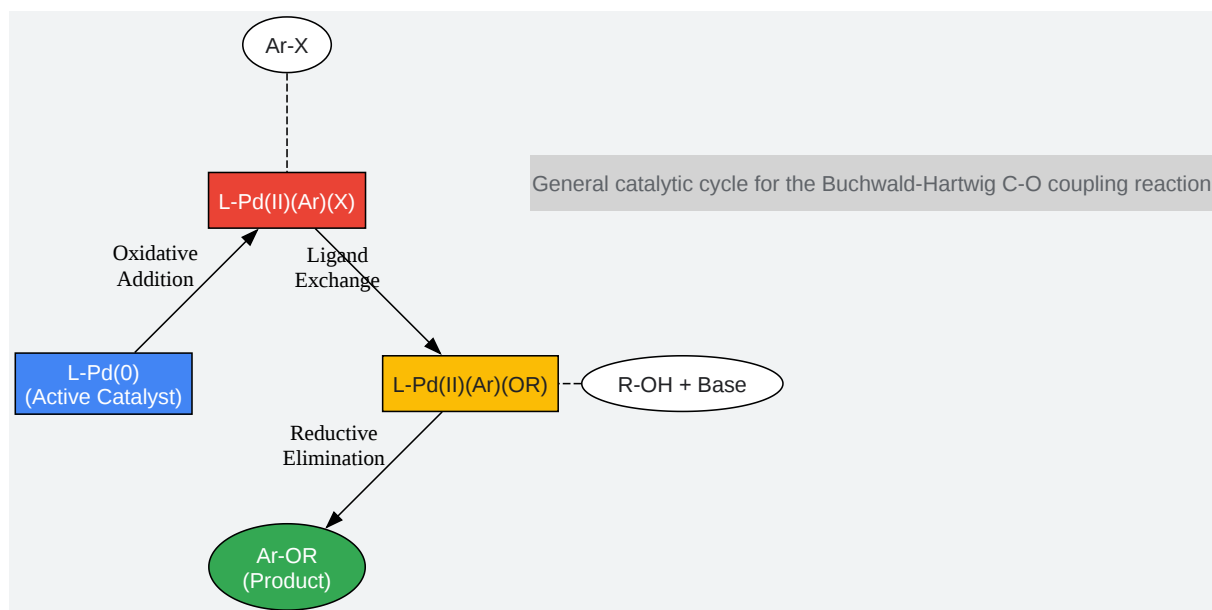 Ar-X
General catalytic cycle for the Buchwald-Hartwig C-O coupling reaction
L-Pd(II)(Ar)(X)
Oxidative
Addition
Ligand
Exchange
L-Pd(0)
(Active Catalyst)
L-Pd(II)(Ar)(OR)
R-OH + Base
Reductive
Elimination
Ar-OR
(Product)